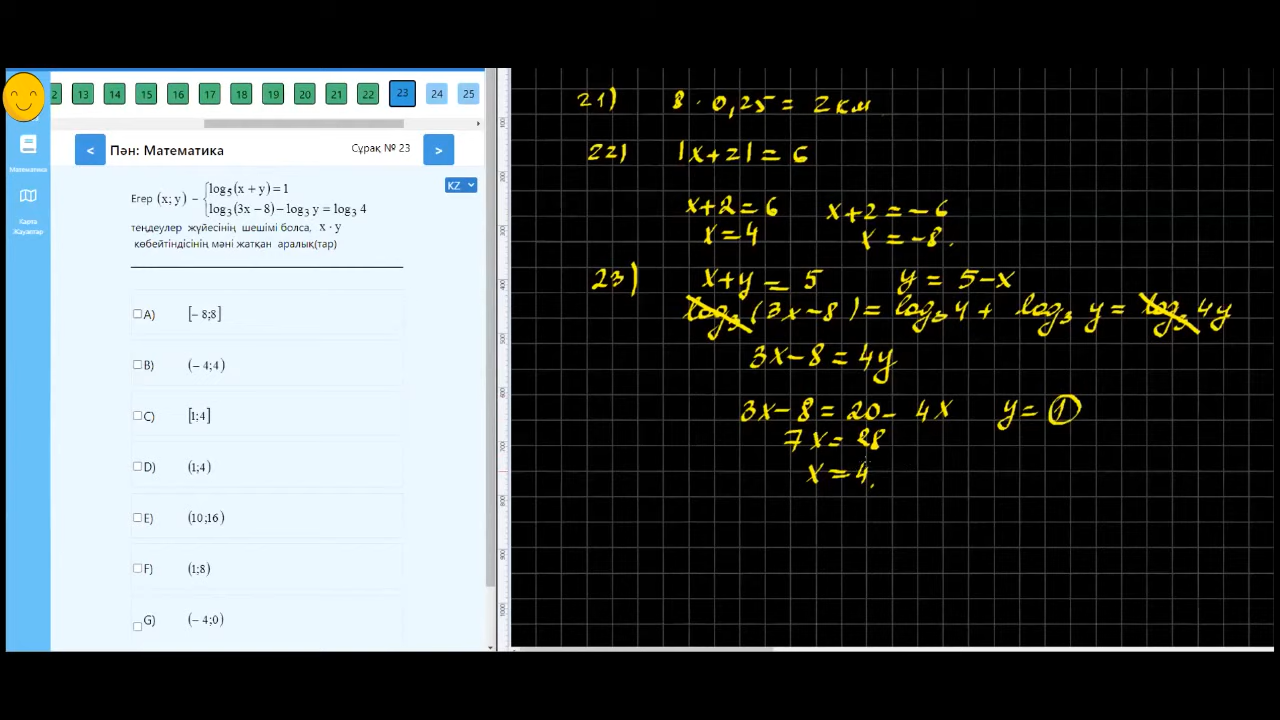 2 13 14 15 16 17 18 19 20 21 22 23 24 25
< Пән: Математика Сұрақ № 23 >
Математика
Карта
KZ
Егер (x; y) – { log₅(x + y) = 1
log₃(3x – 8) – log₃ y = log₃ 4
теңдеулер жүйесінің шешімі болса, x · y
көбейтіндісінің мәні жатқан аралық(тар)
A) [– 8;8]
B) (– 4;4)
C) [1;4]
D) (1;4)
E) (10;16)
F) (1;8)
G) (– 4;0)
21) 8 · 0,25 = 2 км
22) |x+2| = 6
x+2 = 6 x+2 = – 6
x = 4 x = –8.
23) x+y = 5 y = 5–x
log₃(3x–8) = log₃ 4 + log₃ y = log₃ 4y
3x–8 = 4y
3x–8 = 20– 4x y= 1
7x = 28
x = 4.